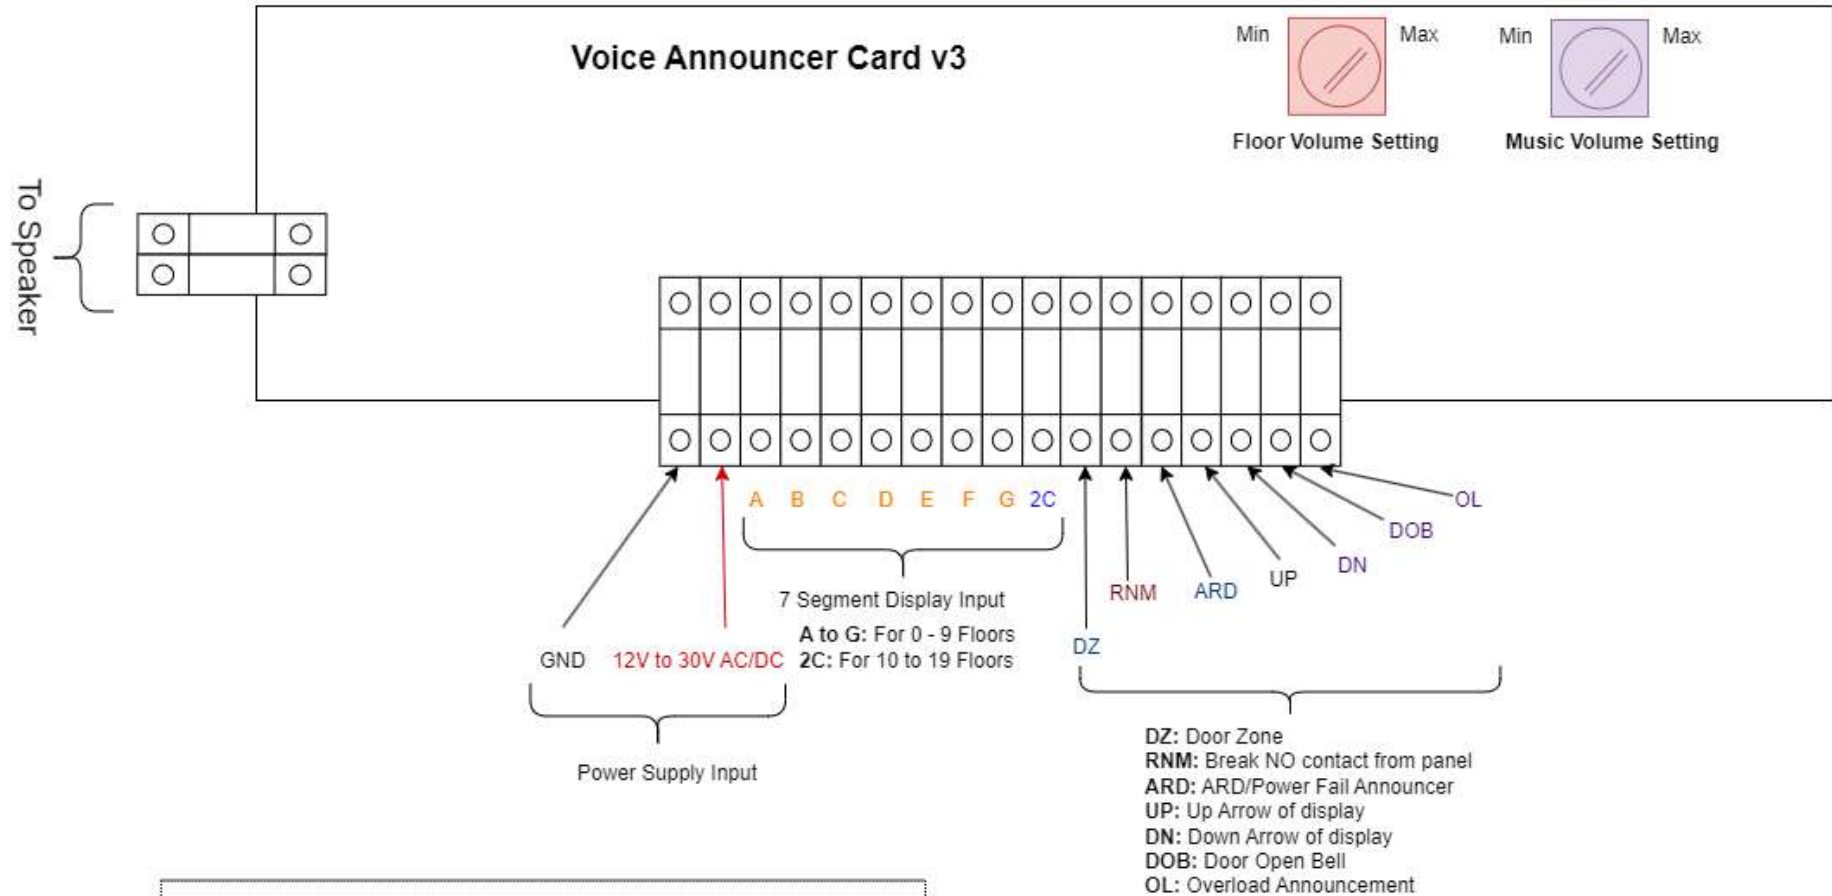 Voice Announcer Card v3
Min
Max
Min
Max
Floor Volume Setting
Music Volume Setting
To Speaker
A B C D E F G 2C
OL
DOB
DN
UP
ARD
RNM
DZ
7 Segment Display Input
A to G: For 0 - 9 Floors
2C: For 10 to 19 Floors
GND
12V to 30V AC/DC
Power Supply Input
DZ: Door Zone
RNM: Break NO contact from panel
ARD: ARD/Power Fail Announcer
UP: Up Arrow of display
DN: Down Arrow of display
DOB: Door Open Bell
OL: Overload Announcement